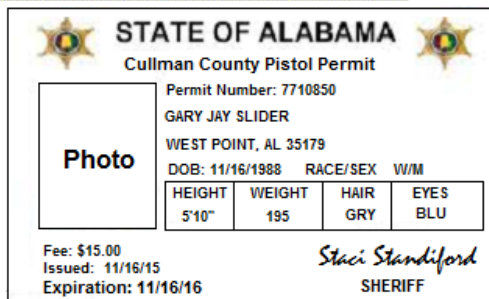 STATE OF ALABAMA
Cullman County Pistol Permit
Permit Number: 7710850
GARY JAY SLIDER
WEST POINT, AL 35179
Photo
DOB: 11/16/1988 RACE/SEX W/M
HEIGHT WEIGHT HAIR EYES
5'10" 195 GRY BLU
Fee: $15.00
Issued: 11/16/15
Expiration: 11/16/16
Staci Standiford
SHERIFF